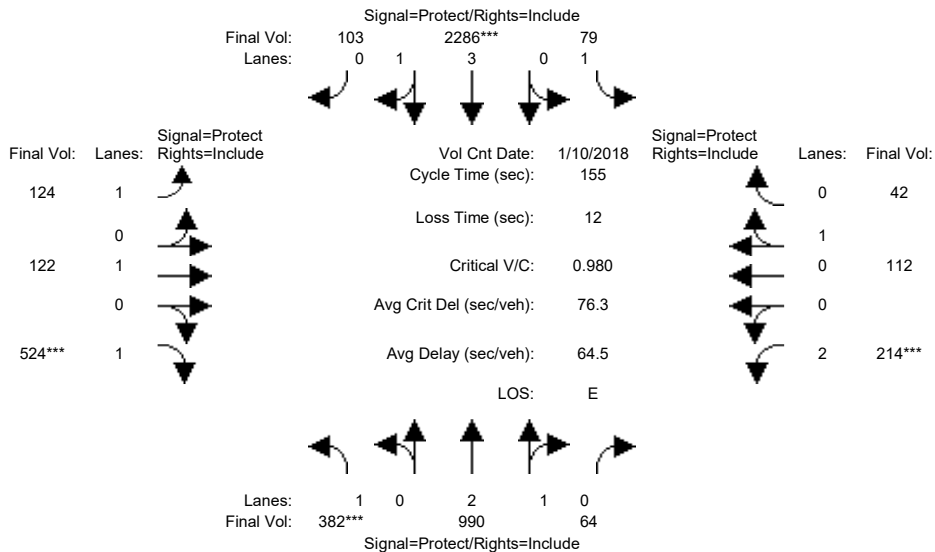 Signal=Protect/Rights=Include
Final Vol: 103 2286*** 79
Lanes: 0 1 3 0 1
Signal=Protect Signal=Protect
Final Vol: Lanes: Rights=Include Vol Cnt Date: 1/10/2018 Rights=Include Lanes: Final Vol:
Cycle Time (sec): 155
124 1 0 42
Loss Time (sec): 12
0 1
122 1 Critical V/C: 0.980 0 112
0 Avg Crit Del (sec/veh): 76.3 0
524*** 1 Avg Delay (sec/veh): 64.5 2 214***
LOS: E
Lanes: 1 0 2 1 0
Final Vol: 382*** 990 64
Signal=Protect/Rights=Include